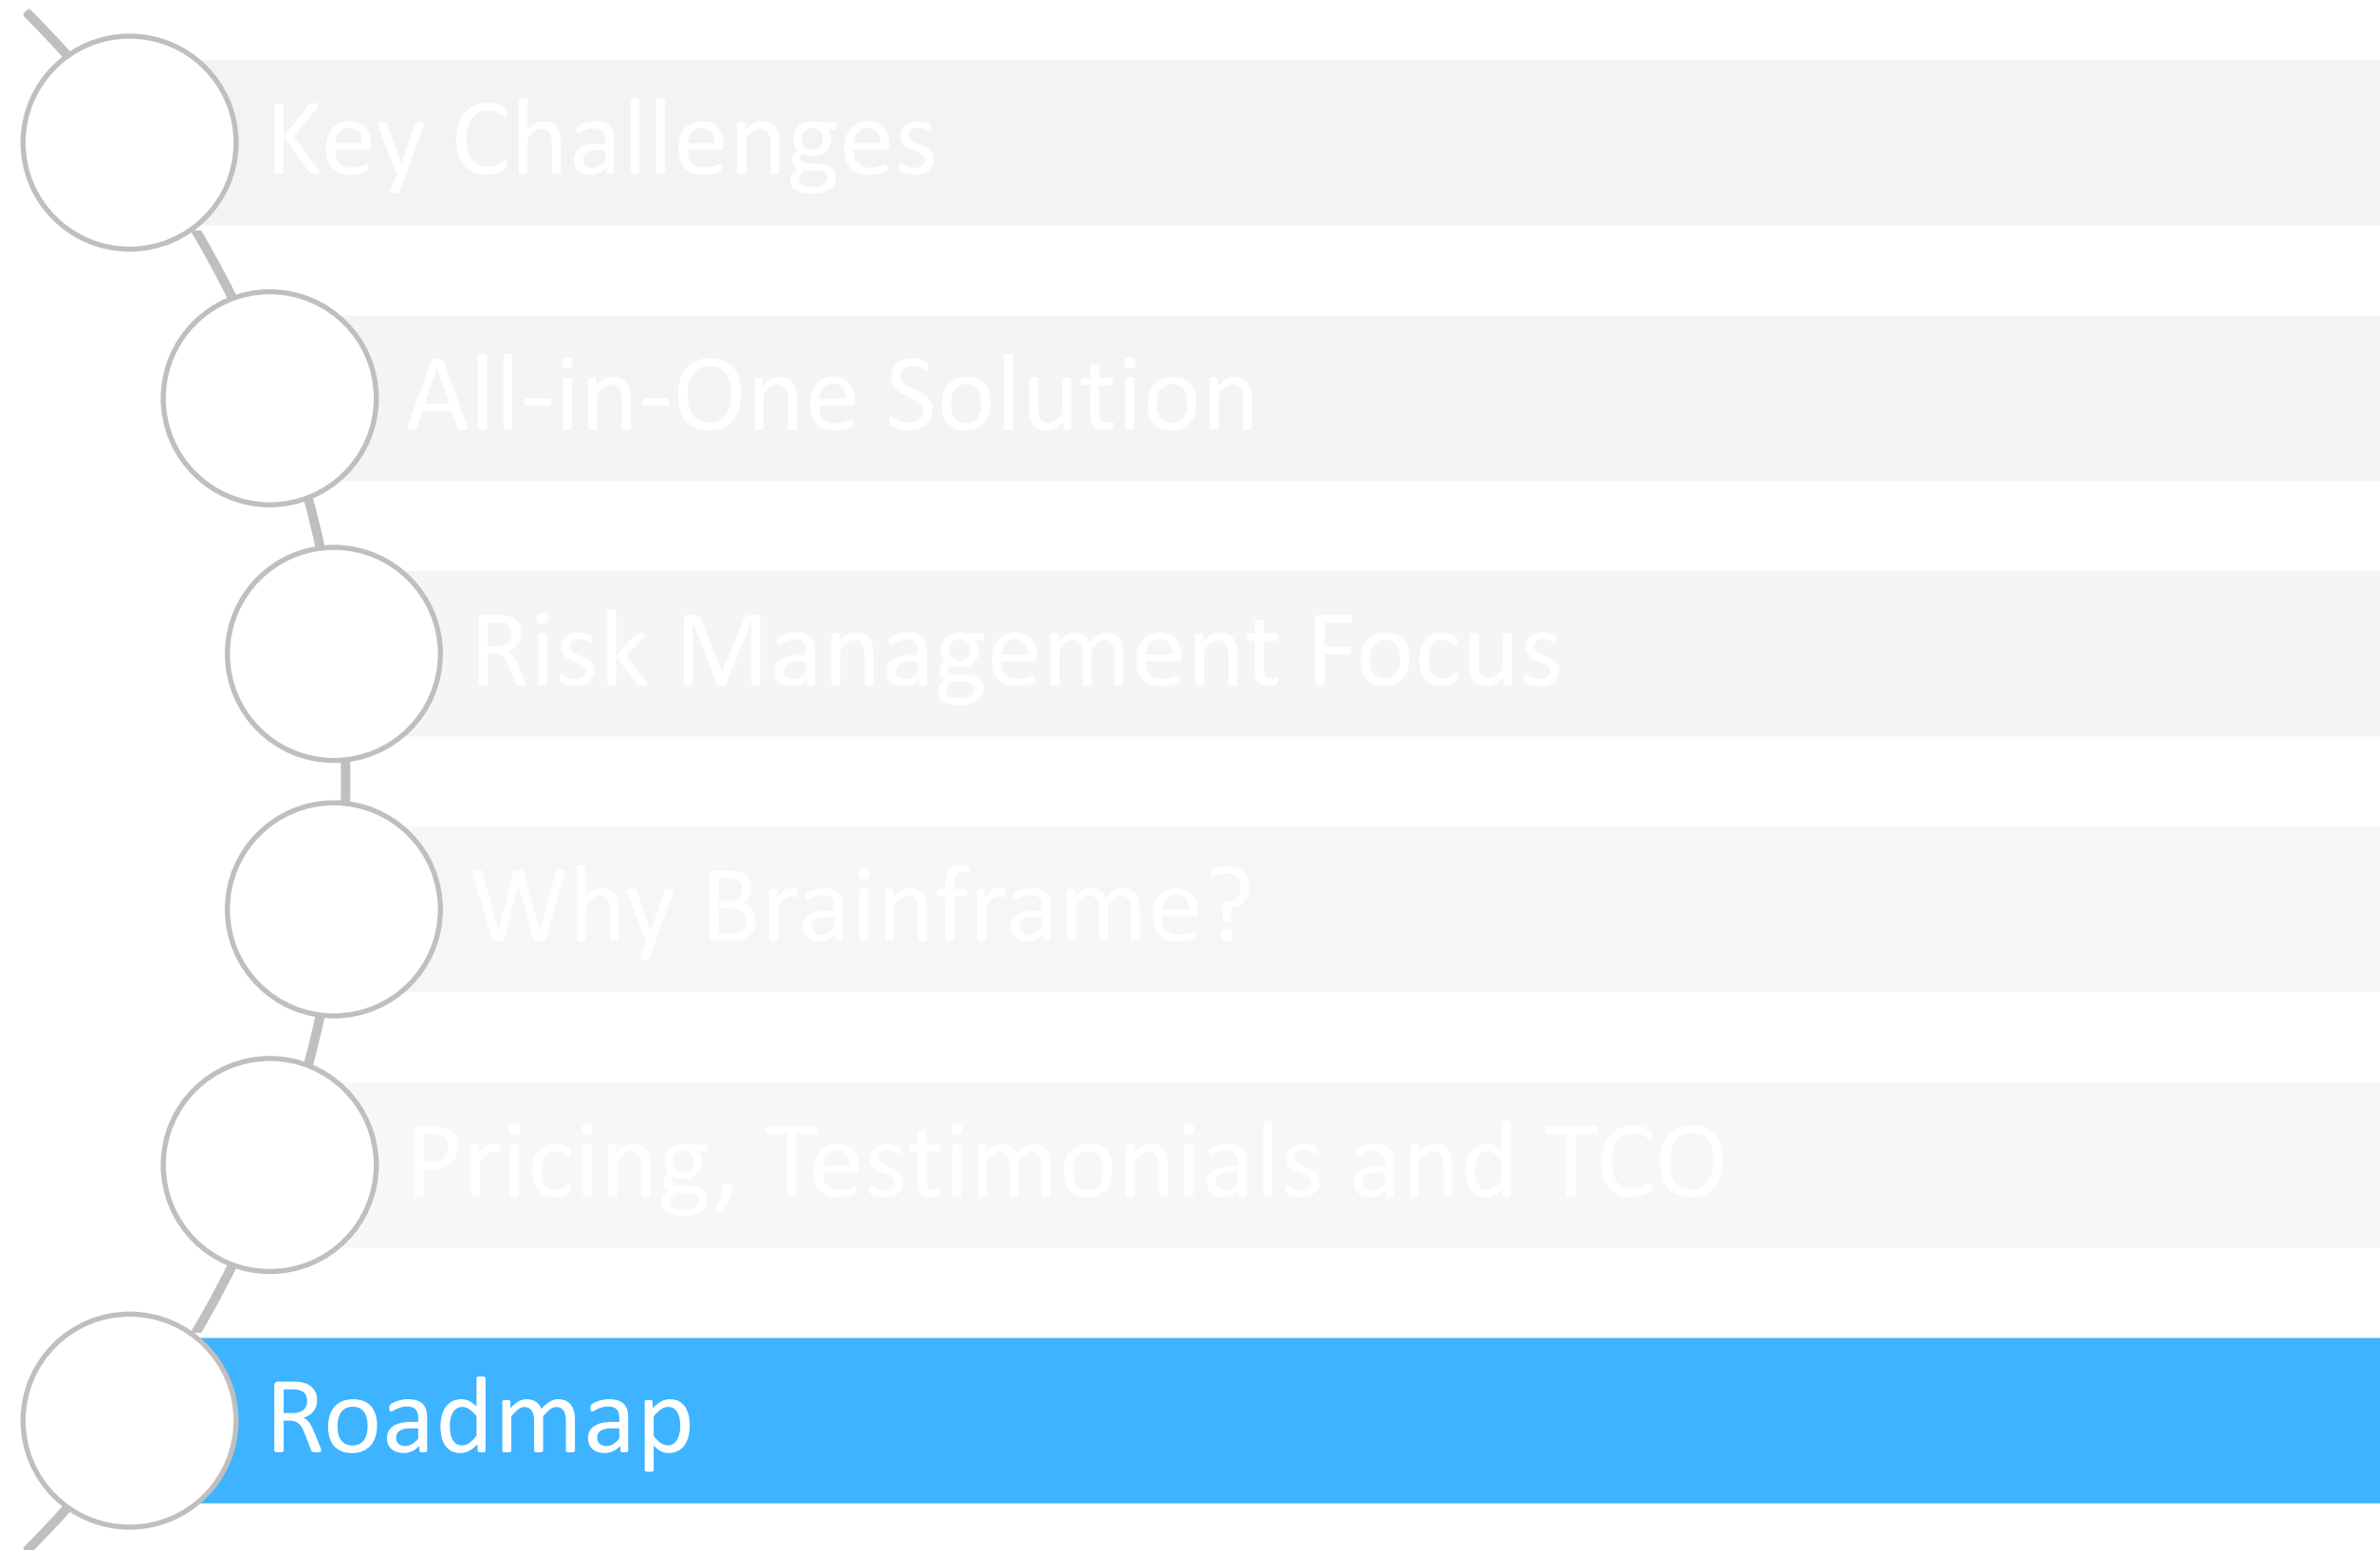 Key Challenges
All-in-One Solution
Risk Management Focus
Why Brainframe?
Pricing, Testimonials and TCO
Roadmap